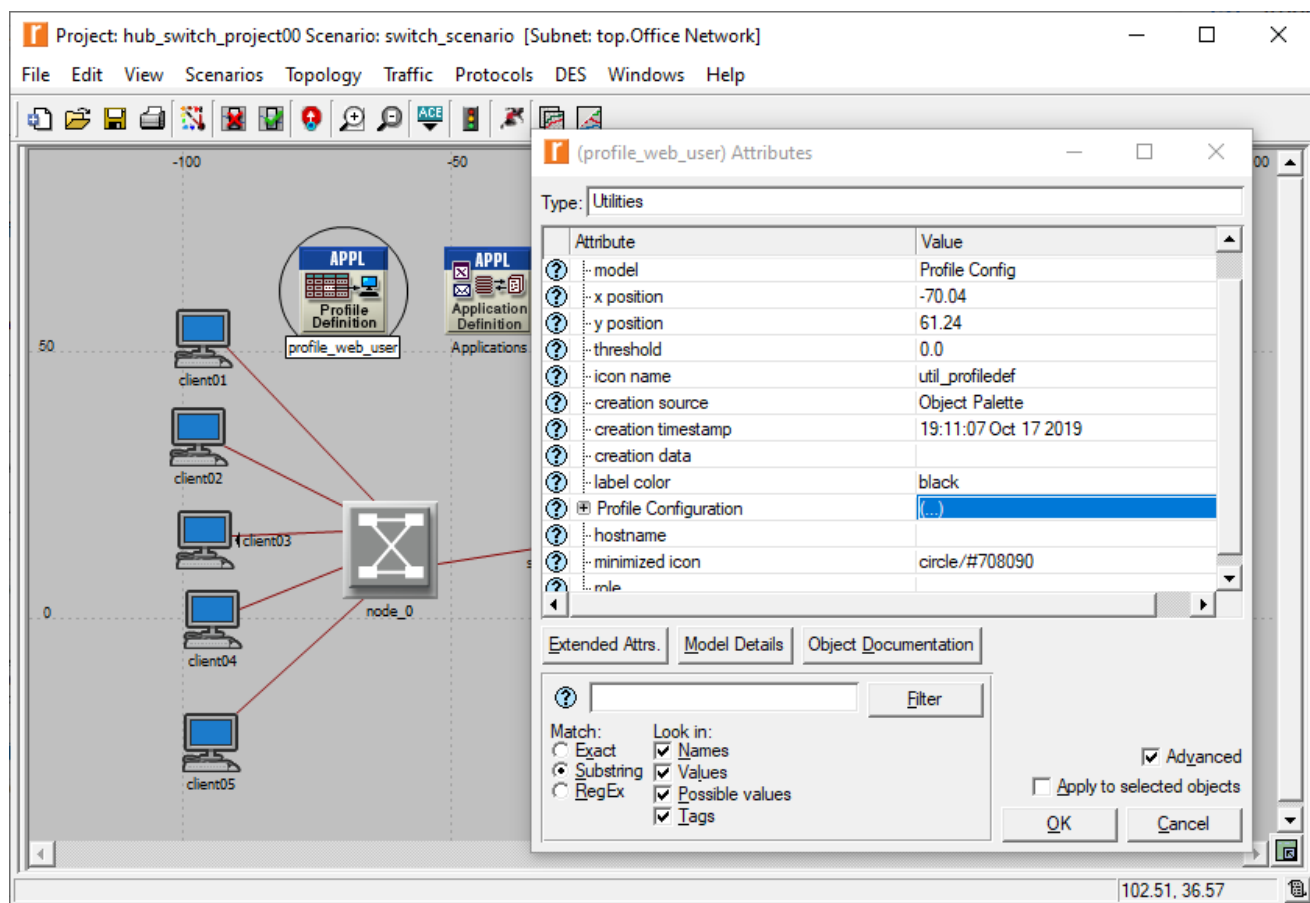 Project: hub_switch_project00 Scenario: switch_scenario [Subnet: top.Office Network]
File Edit View Scenarios Topology Traffic Protocols DES Windows Help
ACE
-100
-50
00
50
0
APPL
Profile
Definition
profile_web_user
APPL
Application
Definition
Applications
client01
client02
client03
client04
client05
node_0
s
(profile_web_user) Attributes
Type: Utilities
Attribute Value
model Profile Config
x position -70.04
y position 61.24
threshold 0.0
icon name util_profiledef
creation source Object Palette
creation timestamp 19:11:07 Oct 17 2019
creation data
label color black
Profile Configuration (...)
hostname
minimized icon circle/#708090
role
Extended Attrs. Model Details Object Documentation
Filter
Match: Look in:
Exact Names
Substring Values
RegEx Possible values
Tags
Advanced
Apply to selected objects
OK Cancel
102.51, 36.57